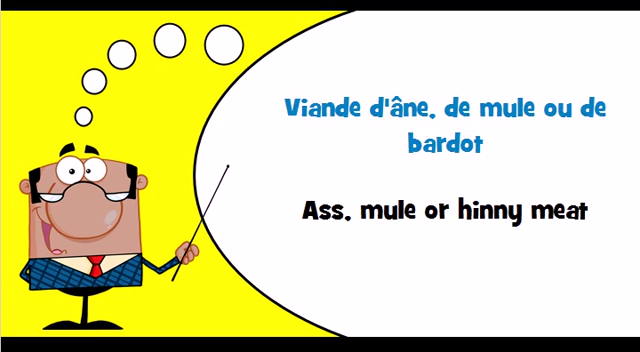 Viande d'âne, de mule ou de
bardot
Ass, mule or hinny meat